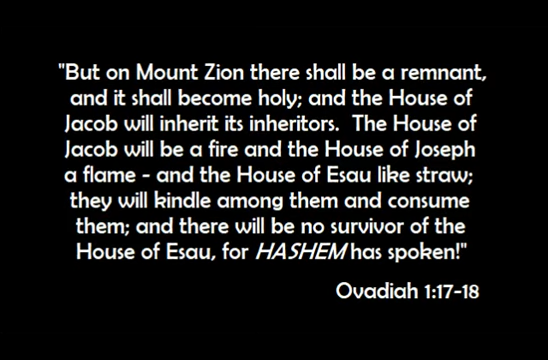 "But on Mount Zion there shall be a remnant,
and it shall become holy; and the House of
Jacob will inherit its inheritors. The House of
Jacob will be a fire and the House of Joseph
a flame - and the House of Esau like straw;
they will kindle among them and consume
them; and there will be no survivor of the
House of Esau, for HASHEM has spoken!"
Ovadiah 1:17-18